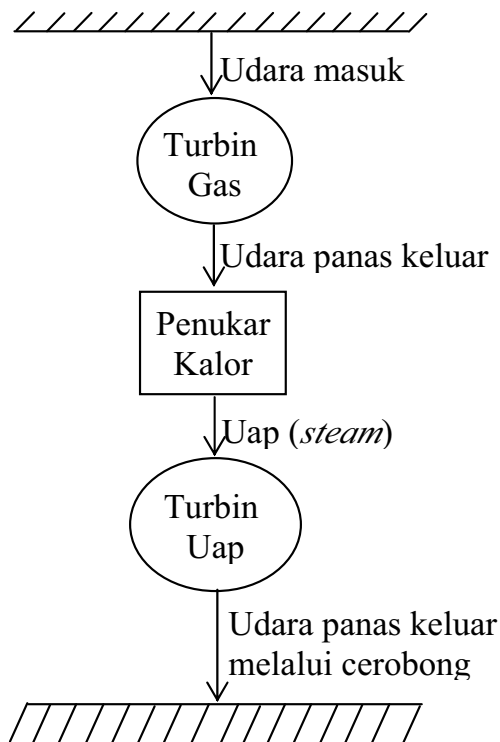 Udara masuk
Turbin
Gas
Udara panas keluar
Penukar
Kalor
Uap (steam)
Turbin
Uap
Udara panas keluar
melalui cerobong